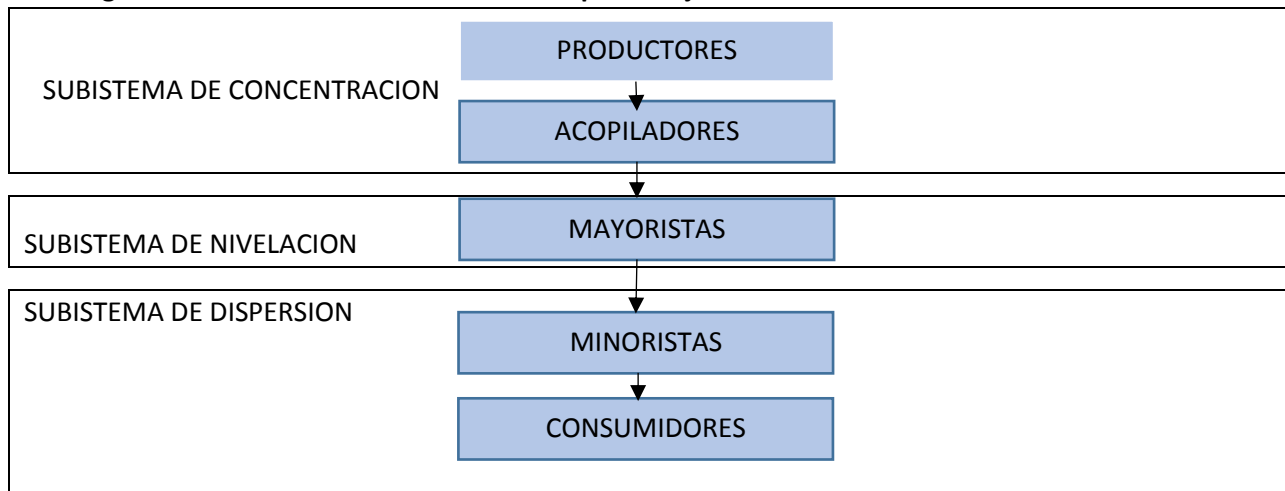 PRODUCTORES
SUBISTEMA DE CONCENTRACION
ACOPILADORES
MAYORISTAS
SUBISTEMA DE NIVELACION
SUBISTEMA DE DISPERSION
MINORISTAS
CONSUMIDORES